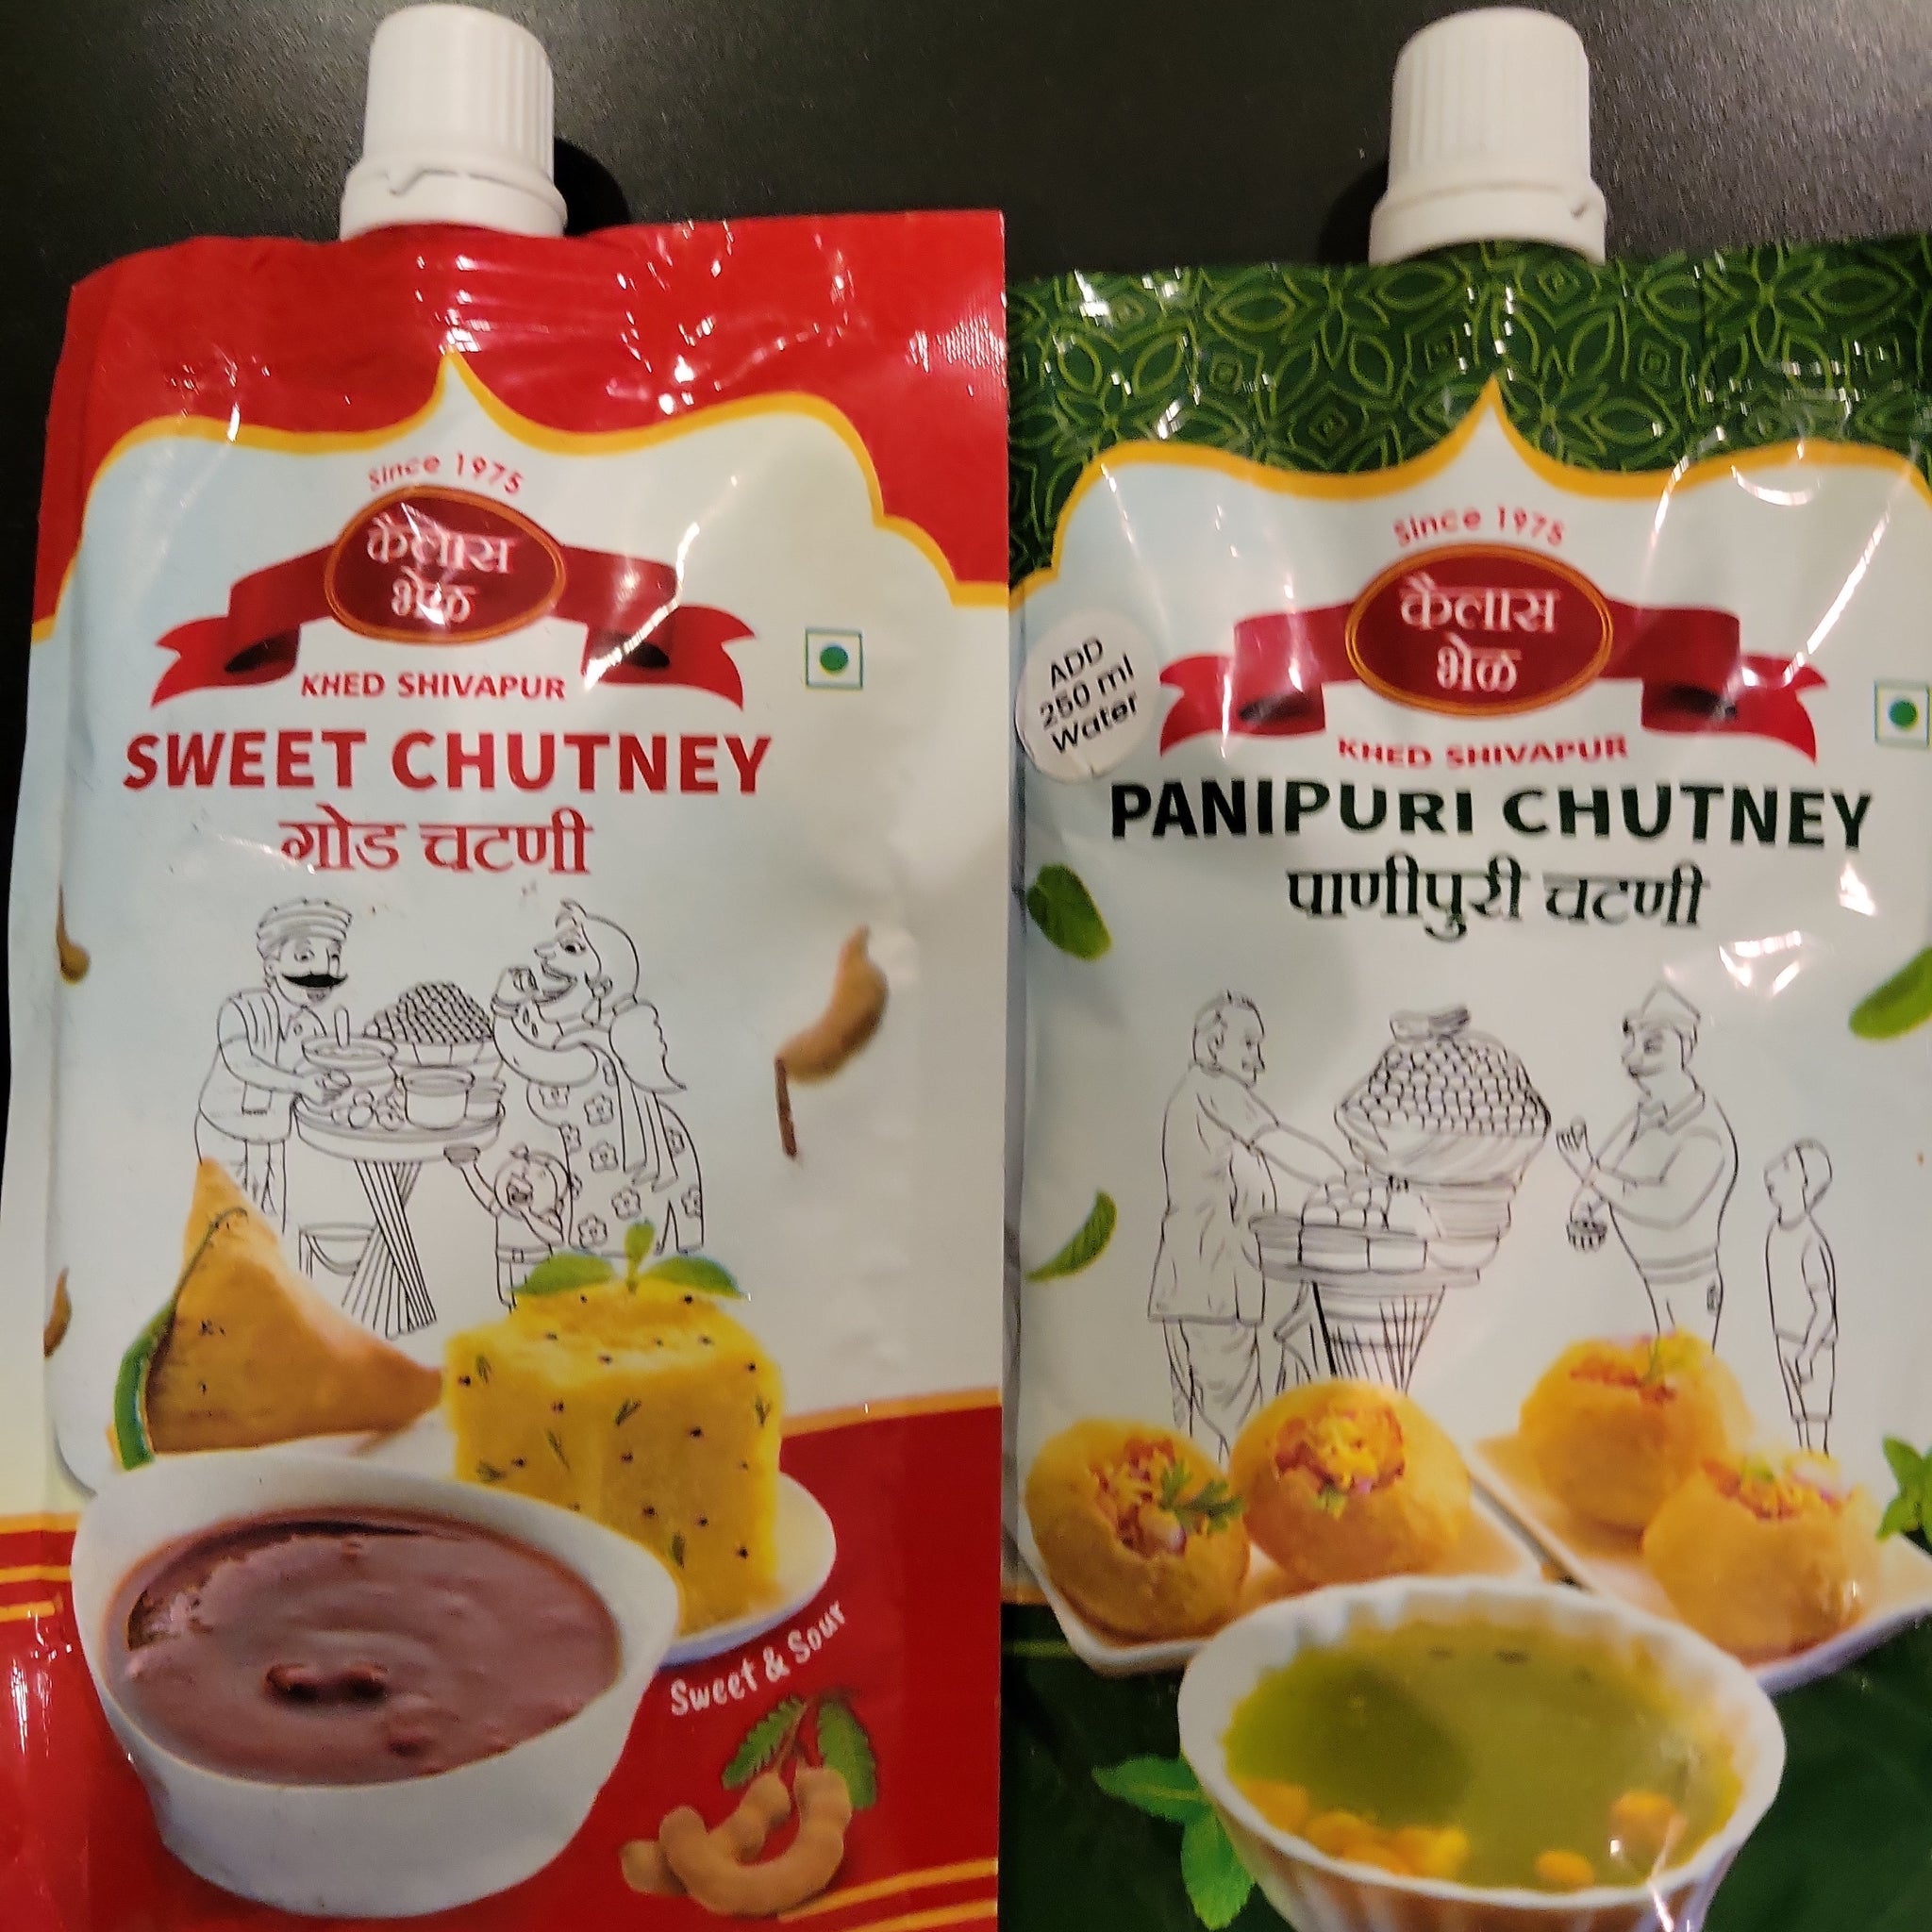 Since 1975
कैलास
भेळ
KHED SHIVAPUR
SWEET CHUTNEY
गोड चटणी
Sweet & Sour
Since 1975
कैलास
भेळ
KHED SHIVAPUR
ADD
250 ml
Water
PANIPURI CHUTNEY
पाणीपुरी चटणी